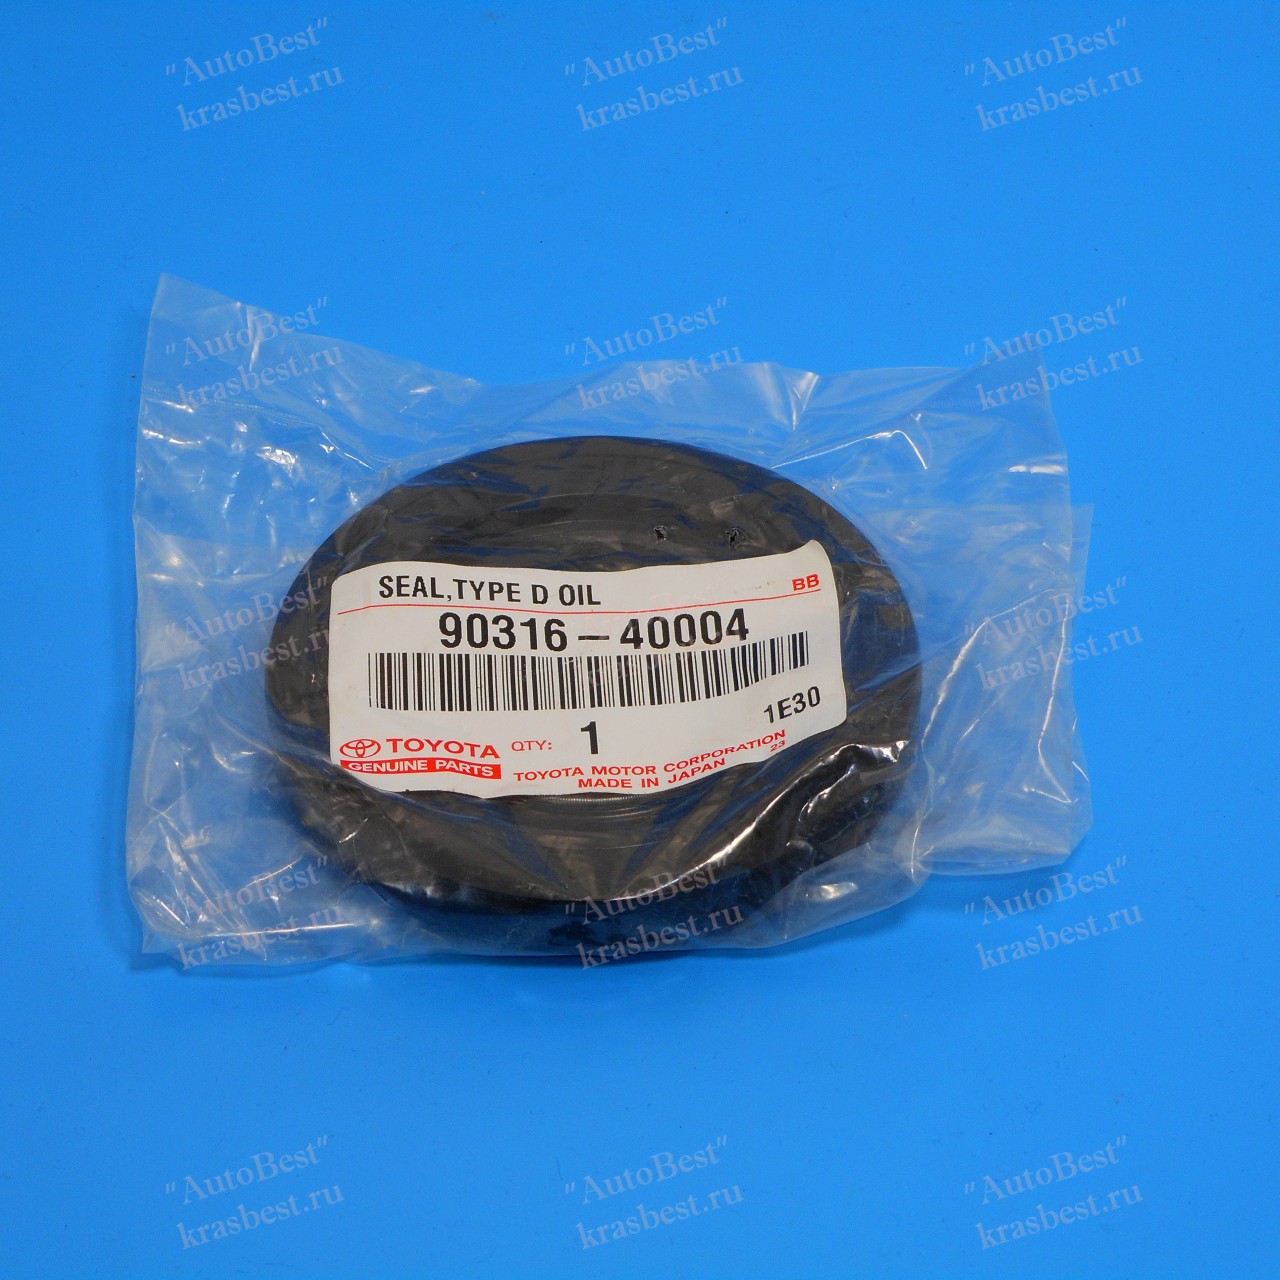 "AutoBest" "AutoBest" "AutoBest"
krasbest.ru krasbest.ru krasbest.ru
"AutoBest" "AutoBest" "AutoBest"
krasbest.ru krasbest.ru krasbest.ru
SEAL,TYPE D OIL BB
90316-40004
1E30
TOYOTA QTY: 1
GENUINE PARTS
TOYOTA MOTOR CORPORATION
MADE IN JAPAN 23
"AutoBest" "AutoBest" "AutoBest"
krasbest.ru krasbest.ru krasbest.ru
"AutoBest" "AutoBest" "AutoBest"
krasbest.ru krasbest.ru krasbest.ru